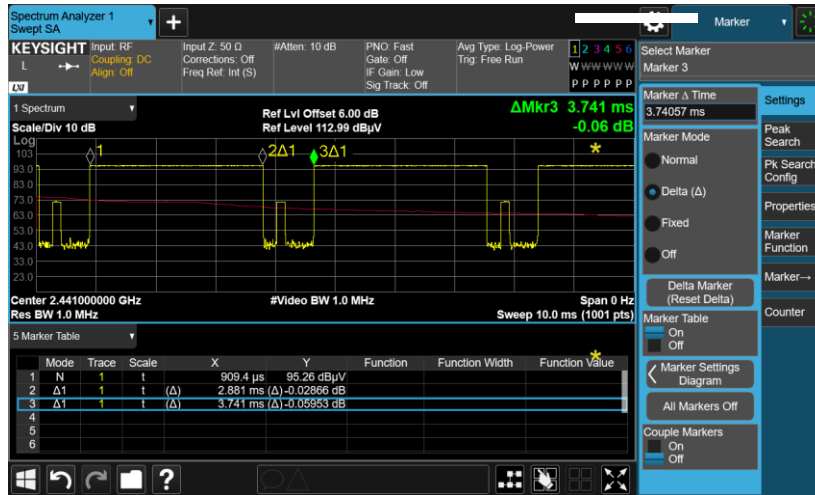 Spectrum Analyzer 1
Swept SA
Marker
KEYSIGHT Input: RF Input Z: 50 Ω #Atten: 10 dB PNO: Fast Avg Type: Log-Power 1 2 3 4 5 6
L Coupling: DC Corrections: Off Gate: Off Trig: Free Run
Align: Off Freq Ref: Int (S) IF Gain: Low W W W W W W
Sig Track: Off P P P P P P
LXI
Select Marker
Marker 3
1 Spectrum
Scale/Div 10 dB
Ref Lvl Offset 6.00 dB
Ref Level 112.99 dBµV
ΔMkr3 3.741 ms
-0.06 dB
Log
103
93.0
83.0
73.0
63.0
53.0
43.0
33.0
23.0
1
2Δ1
3Δ1
Center 2.441000000 GHz #Video BW 1.0 MHz Span 0 Hz
Res BW 1.0 MHz Sweep 10.0 ms (1001 pts)
5 Marker Table
Mode Trace Scale X Y Function Function Width Function Value
1 N 1 t 909.4 µs 95.26 dBµV
2 Δ1 1 t (Δ) 2.881 ms (Δ) -0.02866 dB
3 Δ1 1 t (Δ) 3.741 ms (Δ) -0.05953 dB
4
5
6
Marker Δ Time
3.74057 ms
Marker Mode
Normal
Delta (Δ)
Fixed
Off
Delta Marker
(Reset Delta)
Marker Table
On
Off
Marker Settings
Diagram
All Markers Off
Couple Markers
On
Off
Settings
Peak
Search
Pk Search
Config
Properties
Marker
Function
Marker→
Counter
?